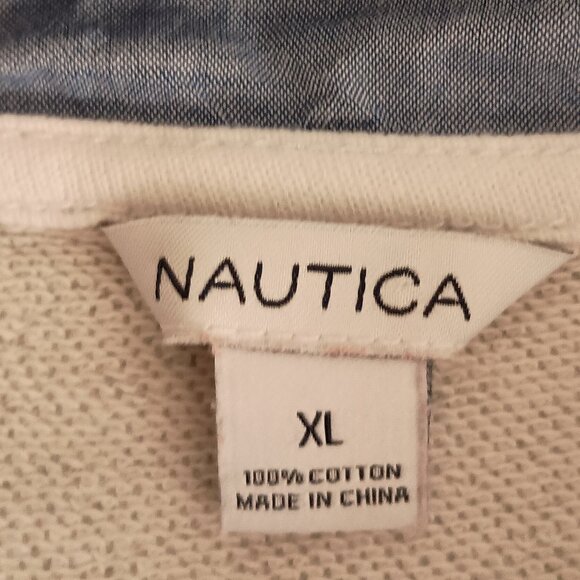 NAUTICA
XL
100% COTTON
MADE IN CHINA